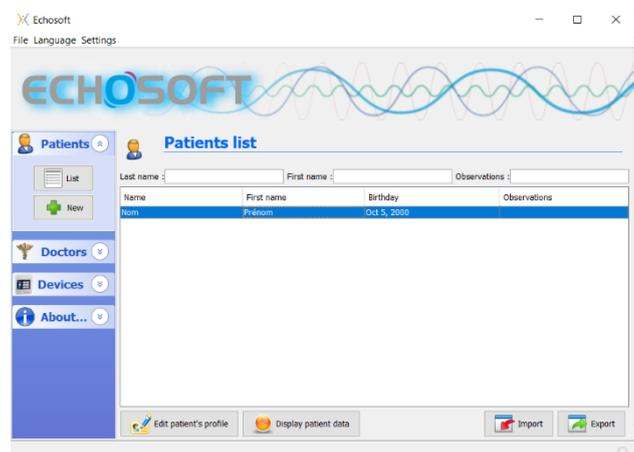 Echosoft
File Language Settings
ECHOSOFT
Patients
List
New
Doctors
Devices
About...
Patients list
Last name :
First name :
Observations :
Name First name Birthday Observations
Nom Prénom Oct 5, 2000
Edit patient's profile
Display patient data
Import
Export